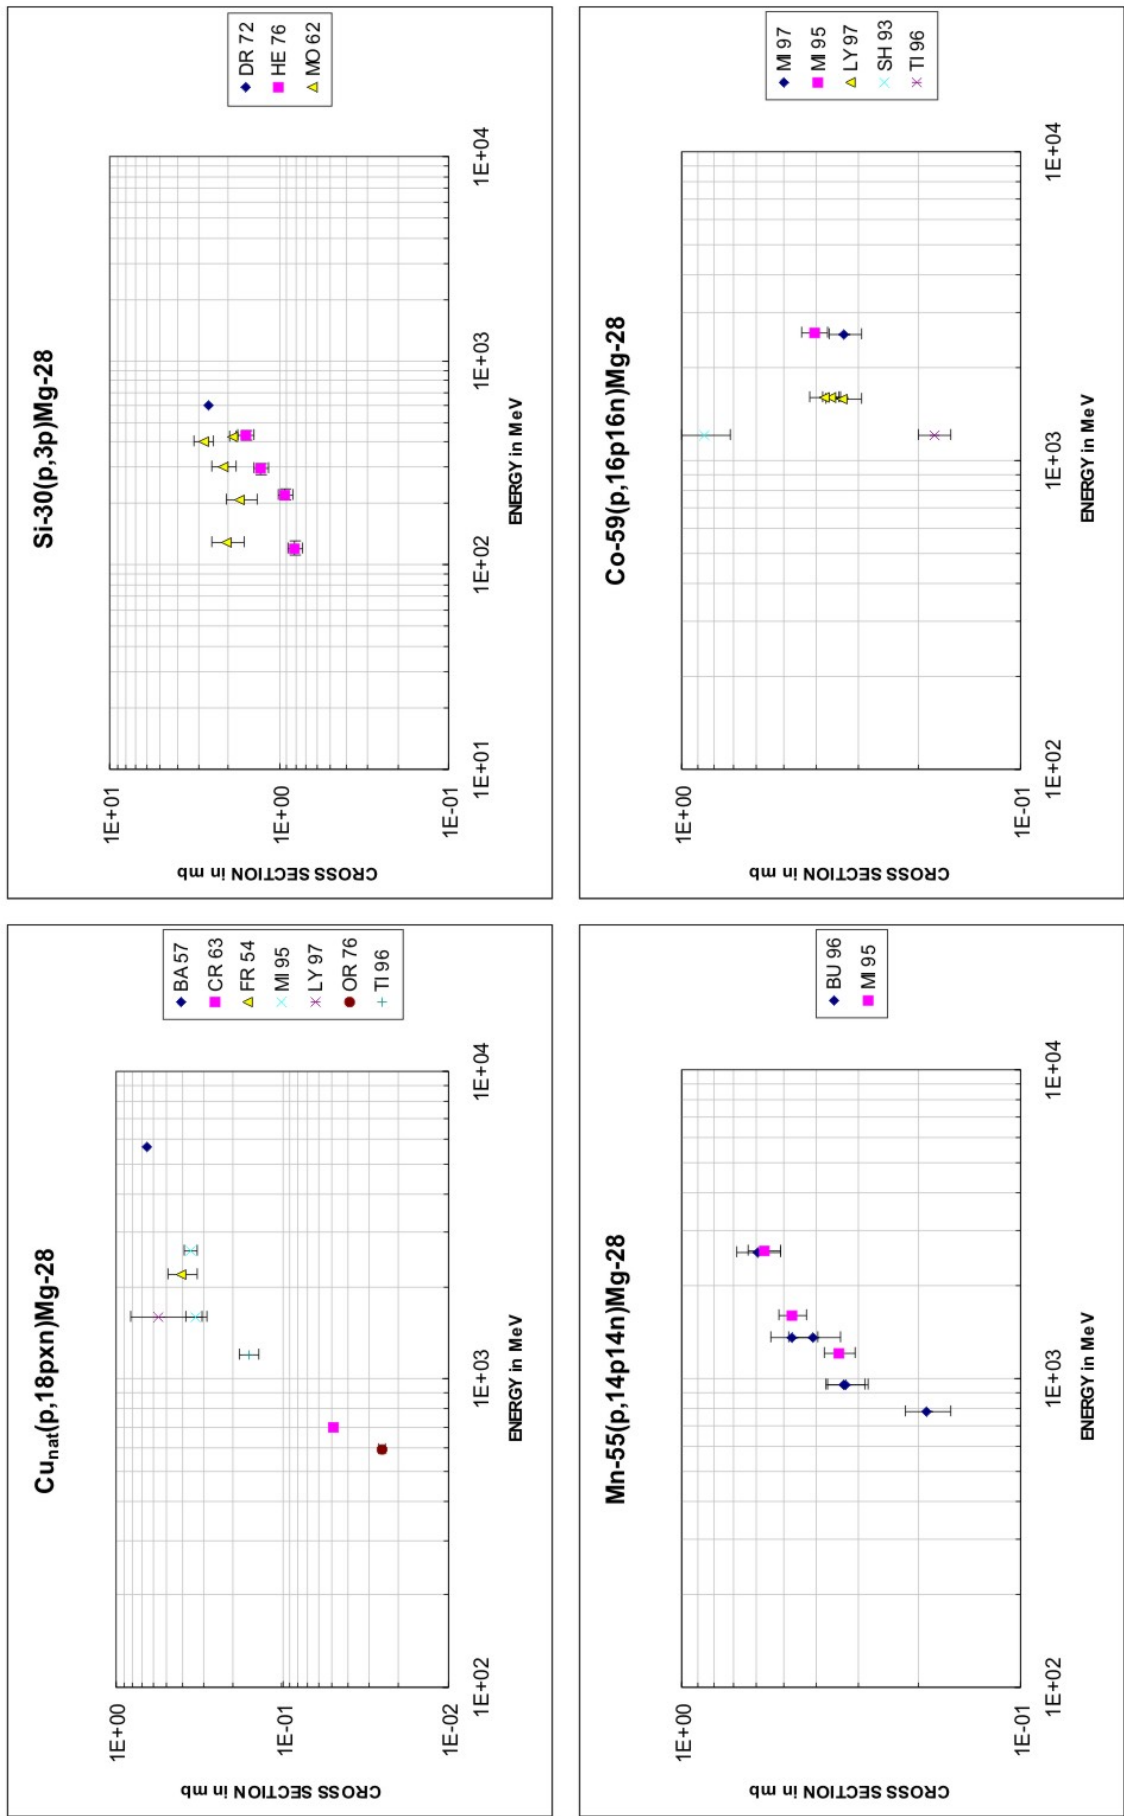 Cu_nat(p,18pxn)Mg-28
CROSS SECTION in mb
1E+00
1E-01
1E-02
1E+02
1E+03
1E+04
ENERGY in MeV
BA 57
CR 63
FR 54
MI 95
LY 97
OR 76
TI 96
Si-30(p,3p)Mg-28
CROSS SECTION in mb
1E+01
1E+00
1E-01
1E+01
1E+02
1E+03
1E+04
ENERGY in MeV
DR 72
HE 76
MO 62
Mn-55(p,14p14n)Mg-28
CROSS SECTION in mb
1E+00
1E-01
1E+02
1E+03
1E+04
ENERGY in MeV
BU 96
MI 95
Co-59(p,16p16n)Mg-28
CROSS SECTION in mb
1E+00
1E-01
1E+02
1E+03
1E+04
ENERGY in MeV
MI 97
MI 95
LY 97
SH 93
TI 96